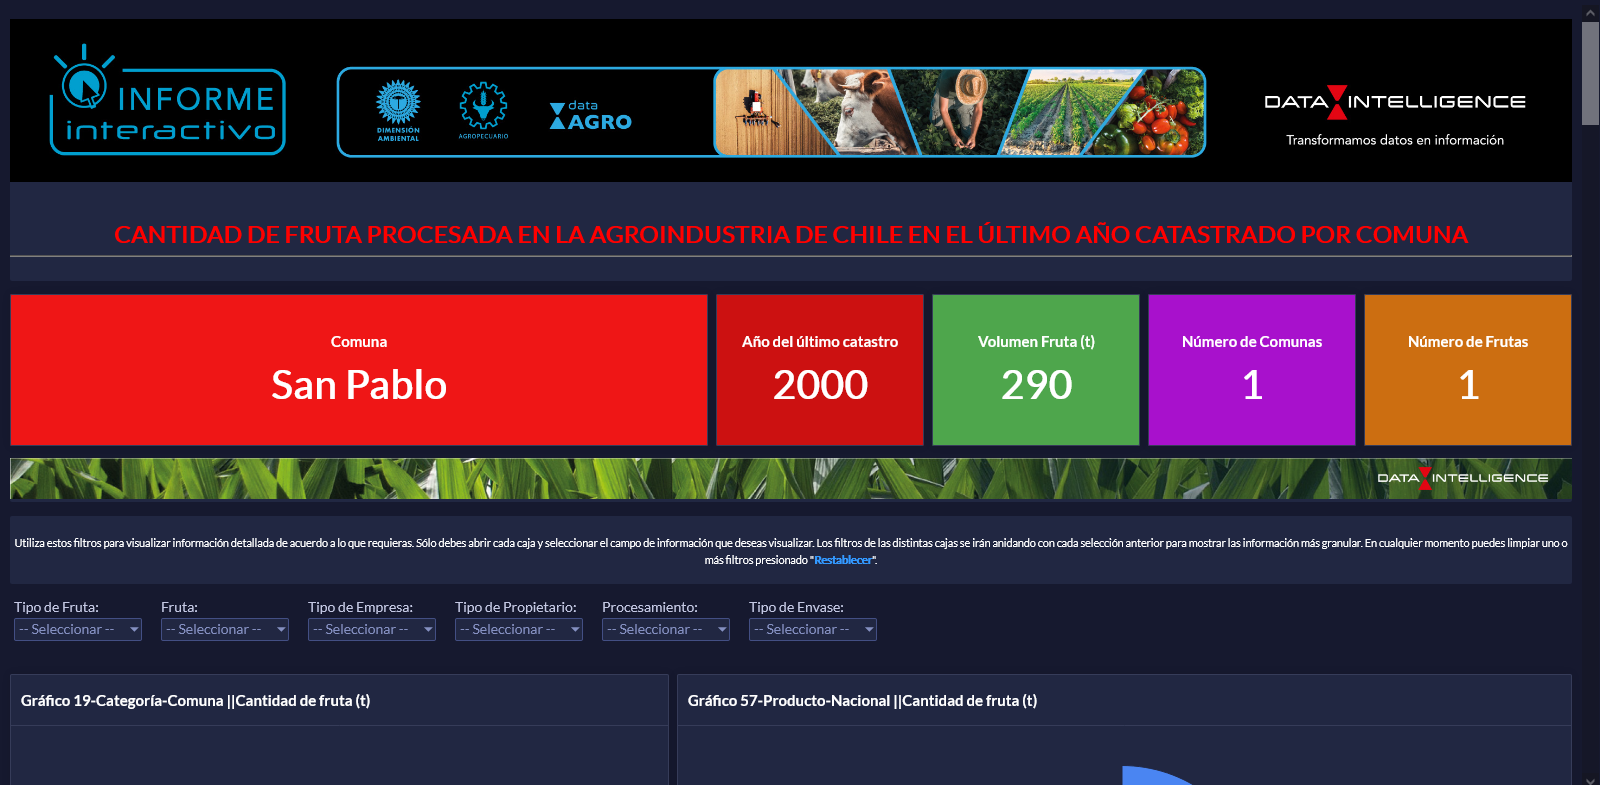 INFORME
interactivo
DIMENSIÓN
AMBIENTAL
AGROPECUARIO
data
AGRO
DATA INTELLIGENCE
Transformamos datos en información
CANTIDAD DE FRUTA PROCESADA EN LA AGROINDUSTRIA DE CHILE EN EL ÚLTIMO AÑO CATASTRADO POR COMUNA
Comuna
San Pablo
Año del último catastro
2000
Volumen Fruta (t)
290
Número de Comunas
1
Número de Frutas
1
DATA INTELLIGENCE
Utiliza estos filtros para visualizar información detallada de acuerdo a lo que requieras. Sólo debes abrir cada caja y seleccionar el campo de información que deseas visualizar. Los filtros de las distintas cajas se irán anidando con cada selección anterior para mostrar las información más granular. En cualquier momento puedes limpiar uno o
más filtros presionado "Restablecer".
Tipo de Fruta: Fruta: Tipo de Empresa: Tipo de Propietario: Procesamiento: Tipo de Envase:
-- Seleccionar -- -- Seleccionar -- -- Seleccionar -- -- Seleccionar -- -- Seleccionar -- -- Seleccionar --
Gráfico 19-Categoría-Comuna ||Cantidad de fruta (t)
Gráfico 57-Producto-Nacional ||Cantidad de fruta (t)